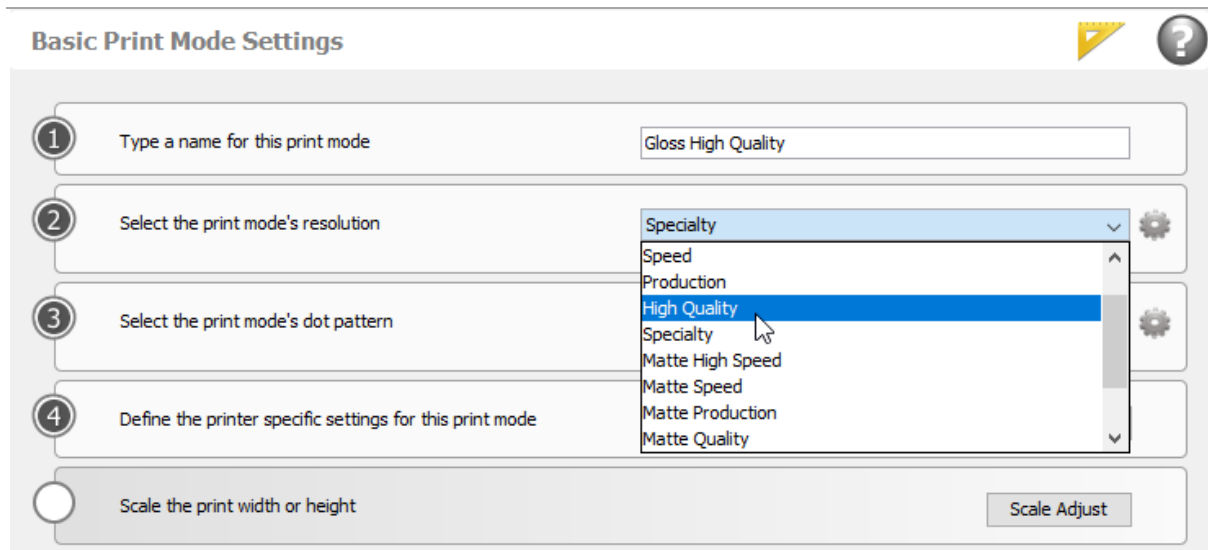 Basic Print Mode Settings
?
1
Type a name for this print mode
Gloss High Quality
2
Select the print mode's resolution
Specialty
Speed
Production
High Quality
Specialty
Matte High Speed
Matte Speed
Matte Production
Matte Quality
3
Select the print mode's dot pattern
4
Define the printer specific settings for this print mode
Scale the print width or height
Scale Adjust